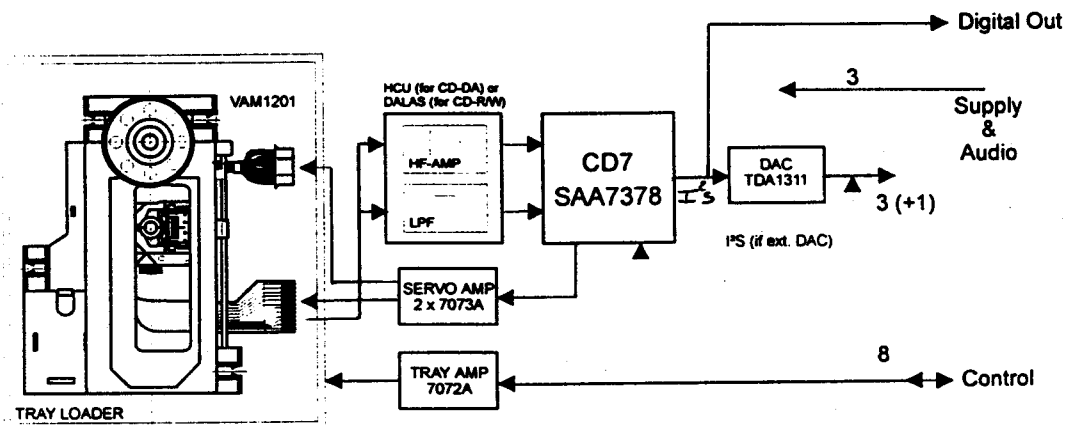 Digital Out
HCU (for CD-DA) or
DALAS (for CD-R/W)
3
VAM1201
Supply
&
Audio
HF-AMP
CD7
SAA7378
DAC
TDA1311
I²S
3 (+1)
LPF
I²S (if ext. DAC)
SERVO AMP
2 x 7073A
8
TRAY AMP
7072A
Control
TRAY LOADER